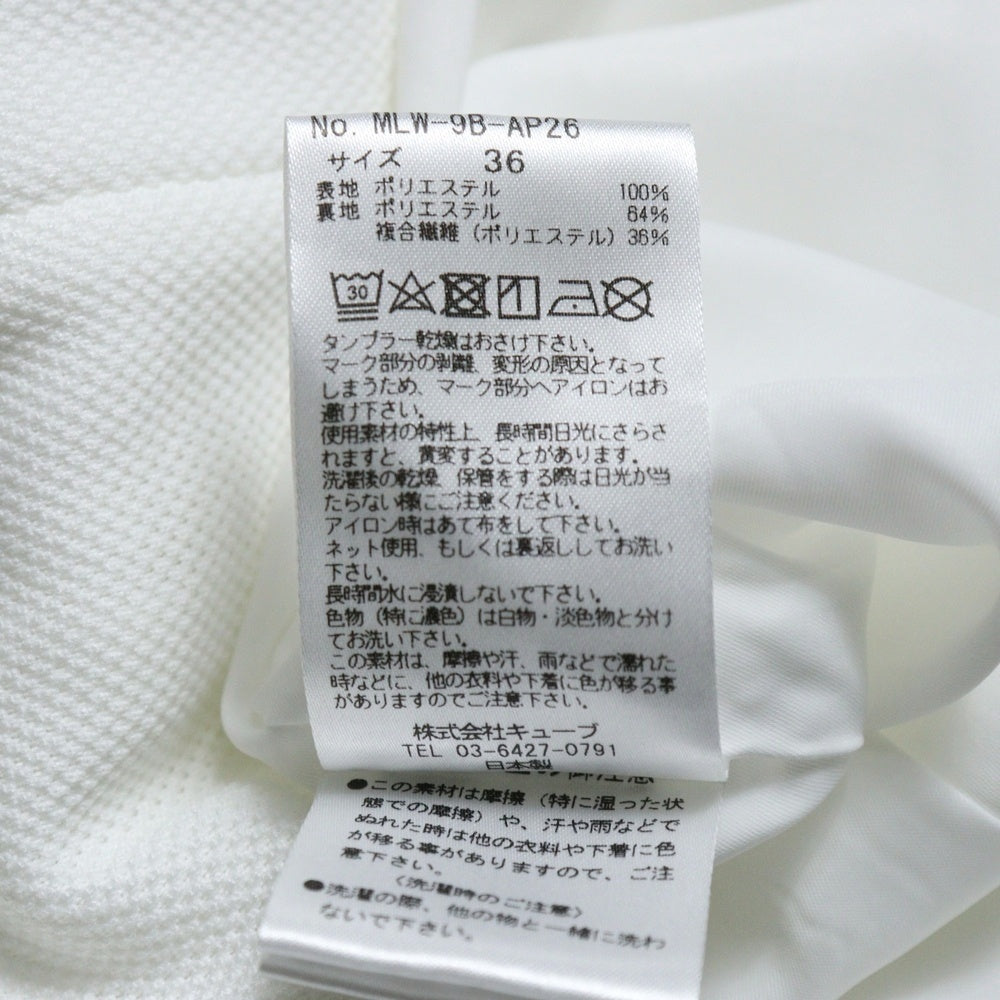 No. MLW-9B-AP26
サイズ 36
表地 ポリエステル 100%
裏地 ポリエステル 64%
複合繊維(ポリエステル) 36%
30
タンブラー乾燥はおさけ下さい。
マーク部分の剥離、変形の原因となって
しまうため、マーク部分へアイロンはお
避け下さい。
使用素材の特性上、長時間日光にさらさ
れますと、黄変することがあります。
洗濯後の乾燥、保管をする際は日光が当
たらない様にご注意ください。
アイロン時はあて布をして下さい。
ネット使用、もしくは裏返ししてお洗い
下さい。
長時間水に浸漬しないで下さい。
色物(特に濃色)は白物・淡色物と分け
てお洗い下さい。
この素材は、摩擦や汗、雨などで濡れた
時などに、他の衣料や下着に色が移る事
がありますのでご注意下さい。
株式会社キューブ
TEL 03-6427-0791
日本製
●この素材は摩擦(特に湿った状
態での摩擦)や、汗や雨などで
ぬれた時は他の衣料や下着に色
が移る事がありますので、ご注
意下さい。
〈洗濯時のご注意〉
●洗濯の際、他の物と一緒に洗わ
ないで下さい。